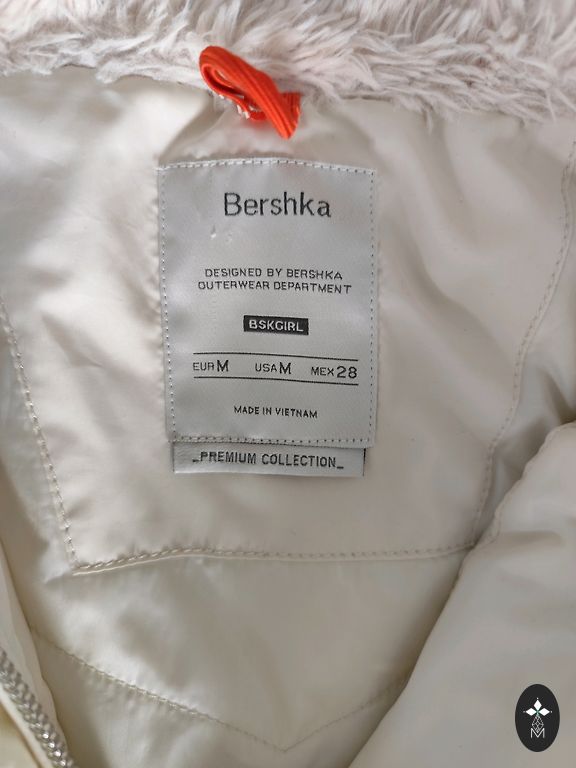 Bershka
DESIGNED BY BERSHKA
OUTERWEAR DEPARTMENT
BSKGIRL
EUR M USA M MEX 28
MADE IN VIETNAM
_PREMIUM COLLECTION_
M